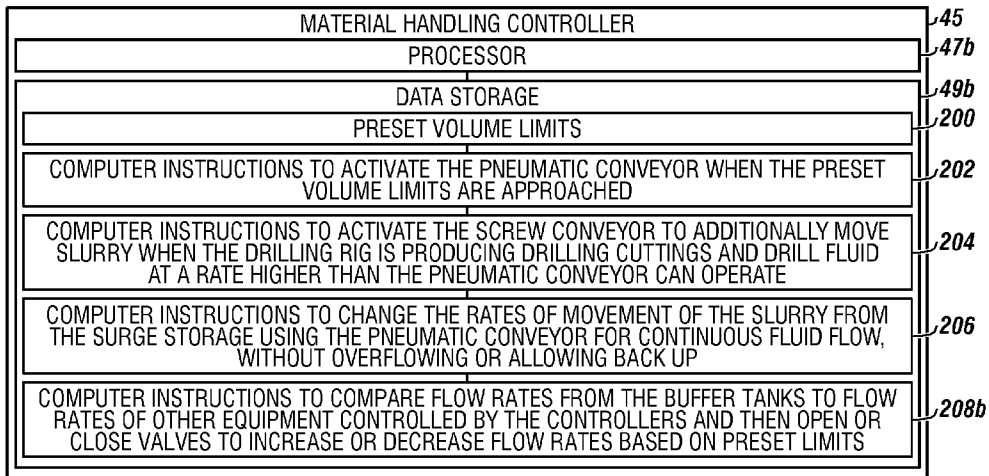 MATERIAL HANDLING CONTROLLER
45
PROCESSOR
47b
DATA STORAGE
49b
PRESET VOLUME LIMITS
200
COMPUTER INSTRUCTIONS TO ACTIVATE THE PNEUMATIC CONVEYOR WHEN THE PRESET
VOLUME LIMITS ARE APPROACHED
202
COMPUTER INSTRUCTIONS TO ACTIVATE THE SCREW CONVEYOR TO ADDITIONALLY MOVE
SLURRY WHEN THE DRILLING RIG IS PRODUCING DRILLING CUTTINGS AND DRILL FLUID
AT A RATE HIGHER THAN THE PNEUMATIC CONVEYOR CAN OPERATE
204
COMPUTER INSTRUCTIONS TO CHANGE THE RATES OF MOVEMENT OF THE SLURRY FROM
THE SURGE STORAGE USING THE PNEUMATIC CONVEYOR FOR CONTINUOUS FLUID FLOW,
WITHOUT OVERFLOWING OR ALLOWING BACK UP
206
COMPUTER INSTRUCTIONS TO COMPARE FLOW RATES FROM THE BUFFER TANKS TO FLOW
RATES OF OTHER EQUIPMENT CONTROLLED BY THE CONTROLLERS AND THEN OPEN OR
CLOSE VALVES TO INCREASE OR DECREASE FLOW RATES BASED ON PRESET LIMITS
208b